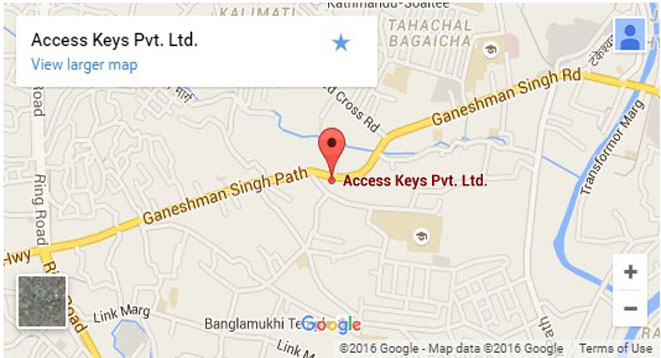 Kathmandu-Soaltee
KALIMATI
Access Keys Pvt. Ltd.
View larger map
TAHACHAL
BAGAICHA
टंकेश्वर
मार्ग
Cross Rd
Ganeshman Singh Rd
Transformor Marg
Ring Road
Ganeshman Singh Path
Access Keys Pvt. Ltd.
Hwy
Link Marg
Link Marg
Banglamukhi
Google
+
−
©2016 Google - Map data ©2016 Google
Terms of Use